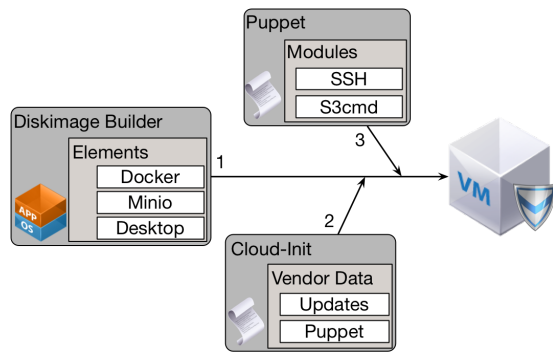 Puppet
Modules
SSH
S3cmd
3
Diskimage Builder
Elements
Docker
Minio
Desktop
APP
OS
1
VM
2
Cloud-Init
Vendor Data
Updates
Puppet